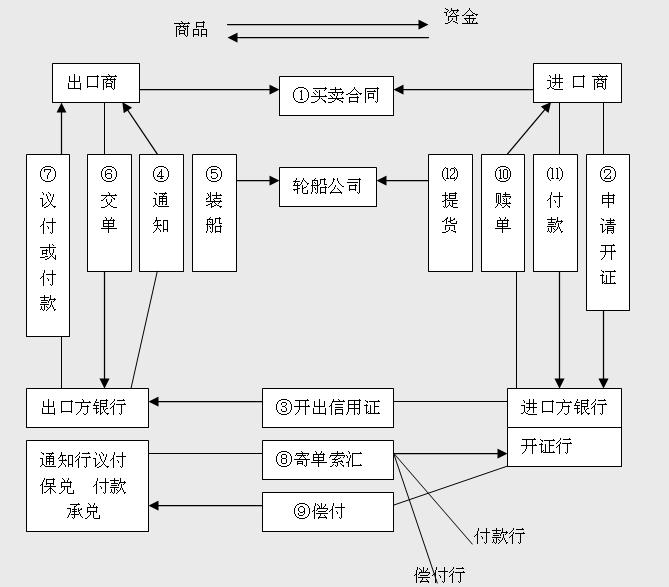 商品
资金
出口商
①买卖合同
进口商
⑦议付或付款
⑥交单
④通知
⑤装船
轮船公司
⑿提货
⑩赎单
⑾付款
②申请开证
出口方银行
③开出信用证
进口方银行
开证行
通知行议付
保兑 付款
承兑
⑧寄单索汇
⑨偿付
付款行
偿付行